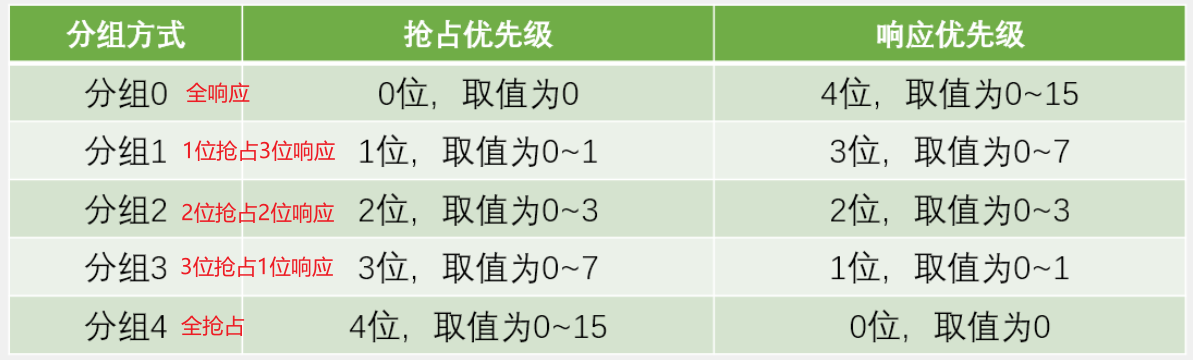 分组方式 抢占优先级 响应优先级
分组0 全响应 0位，取值为0 4位，取值为0~15
分组1 1位抢占3位响应 1位，取值为0~1 3位，取值为0~7
分组2 2位抢占2位响应 2位，取值为0~3 2位，取值为0~3
分组3 3位抢占1位响应 3位，取值为0~7 1位，取值为0~1
分组4 全抢占 4位，取值为0~15 0位，取值为0